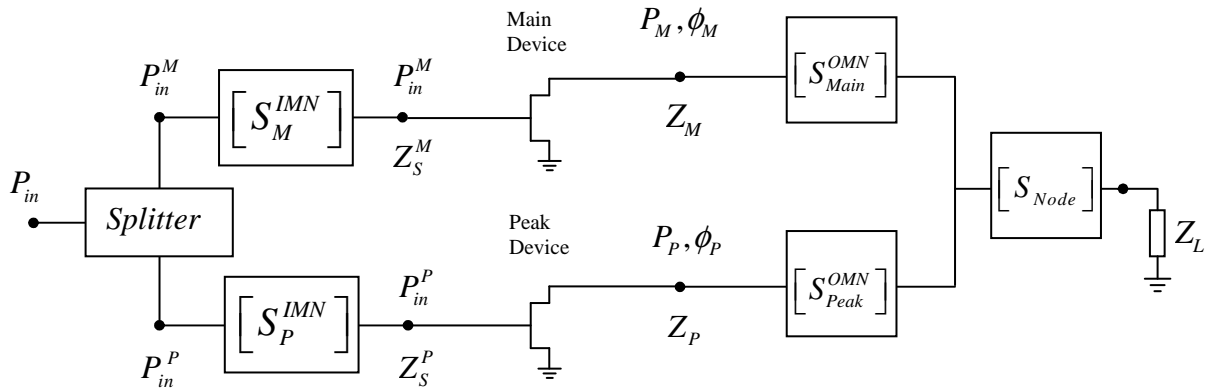 Main
Device
P_M, ϕ_M
P_in^M
P_in^M
[S_M^IMN]
[S_Main^OMN]
Z_M
Z_S^M
P_in
Splitter
[S_Node]
Peak
Device
P_P, ϕ_P
Z_L
P_in^P
[S_P^IMN]
[S_Peak^OMN]
Z_P
P_in^P
Z_S^P